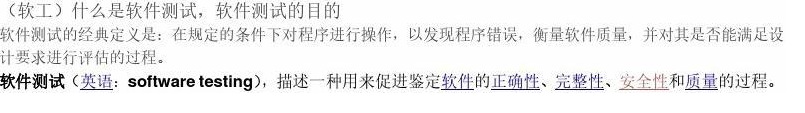 （软工）什么是软件测试，软件测试的目的
软件测试的经典定义是：在规定的条件下对程序进行操作，以发现程序错误，衡量软件质量，并对其是否能满足设
计要求进行评估的过程。
软件测试（英语：software testing），描述一种用来促进鉴定软件的正确性、完整性、安全性和质量的过程。